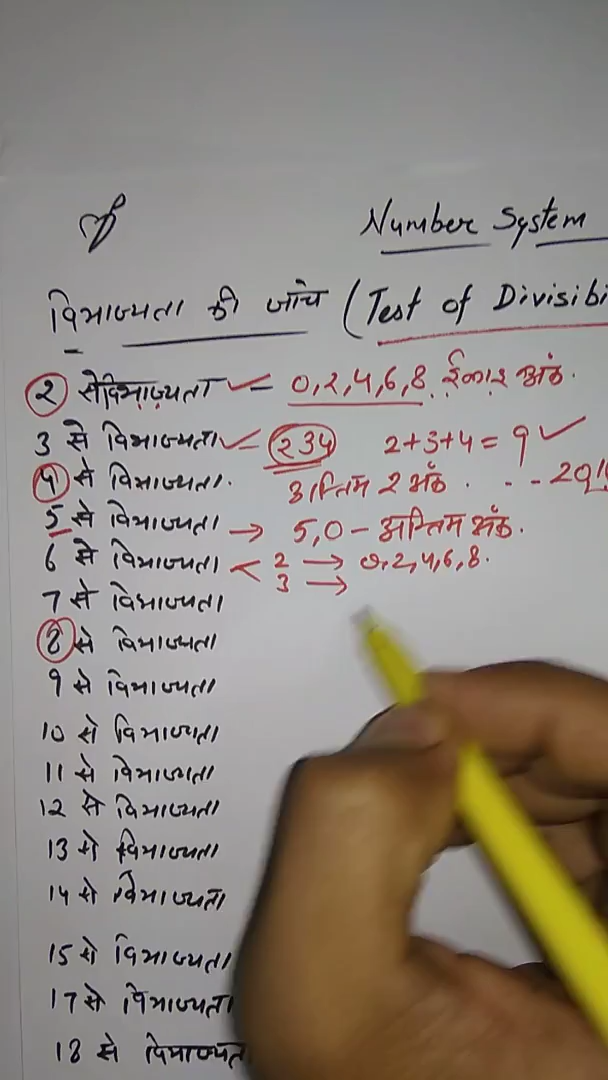 Number System
विभाज्यता की जाँच (Test of Divisibi
2 से विभाज्यता ✓ = 0,2,4,6,8 ईकाइ अंक.
3 से विभाज्यता ✓ = 234 2+3+4 = 9 ✓
4 से विभाज्यता. अन्तिम 2 अंक . - - 2
5 से विभाज्यता → 5,0 – अन्तिम अंक.
6 से विभाज्यता < 2 → 0,2,4,6,8.
3 →
7 से विभाज्यता
8 से विभाज्यता
9 से विभाज्यता
10 से विभाज्यता
11 से विभाज्यता
12 से विभाज्यता
13 से विभाज्यता
14 से विभाज्यता
15 से विभाज्यता
17 से विभाज्यता
18 से विभाज्यत